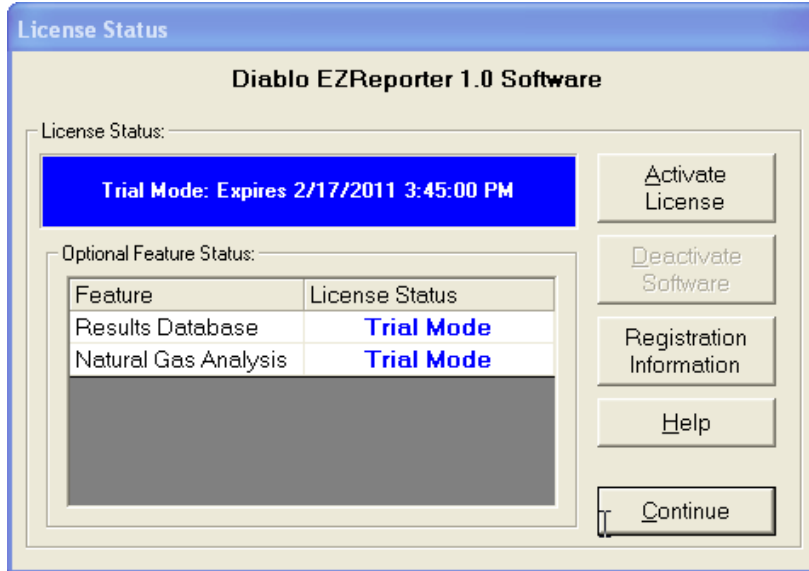 License Status
Diablo EZReporter 1.0 Software
License Status:
Trial Mode: Expires 2/17/2011 3:45:00 PM
Activate
License
Optional Feature Status:
Deactivate
Software
Feature License Status
Results Database Trial Mode
Natural Gas Analysis Trial Mode
Registration
Information
Help
Continue